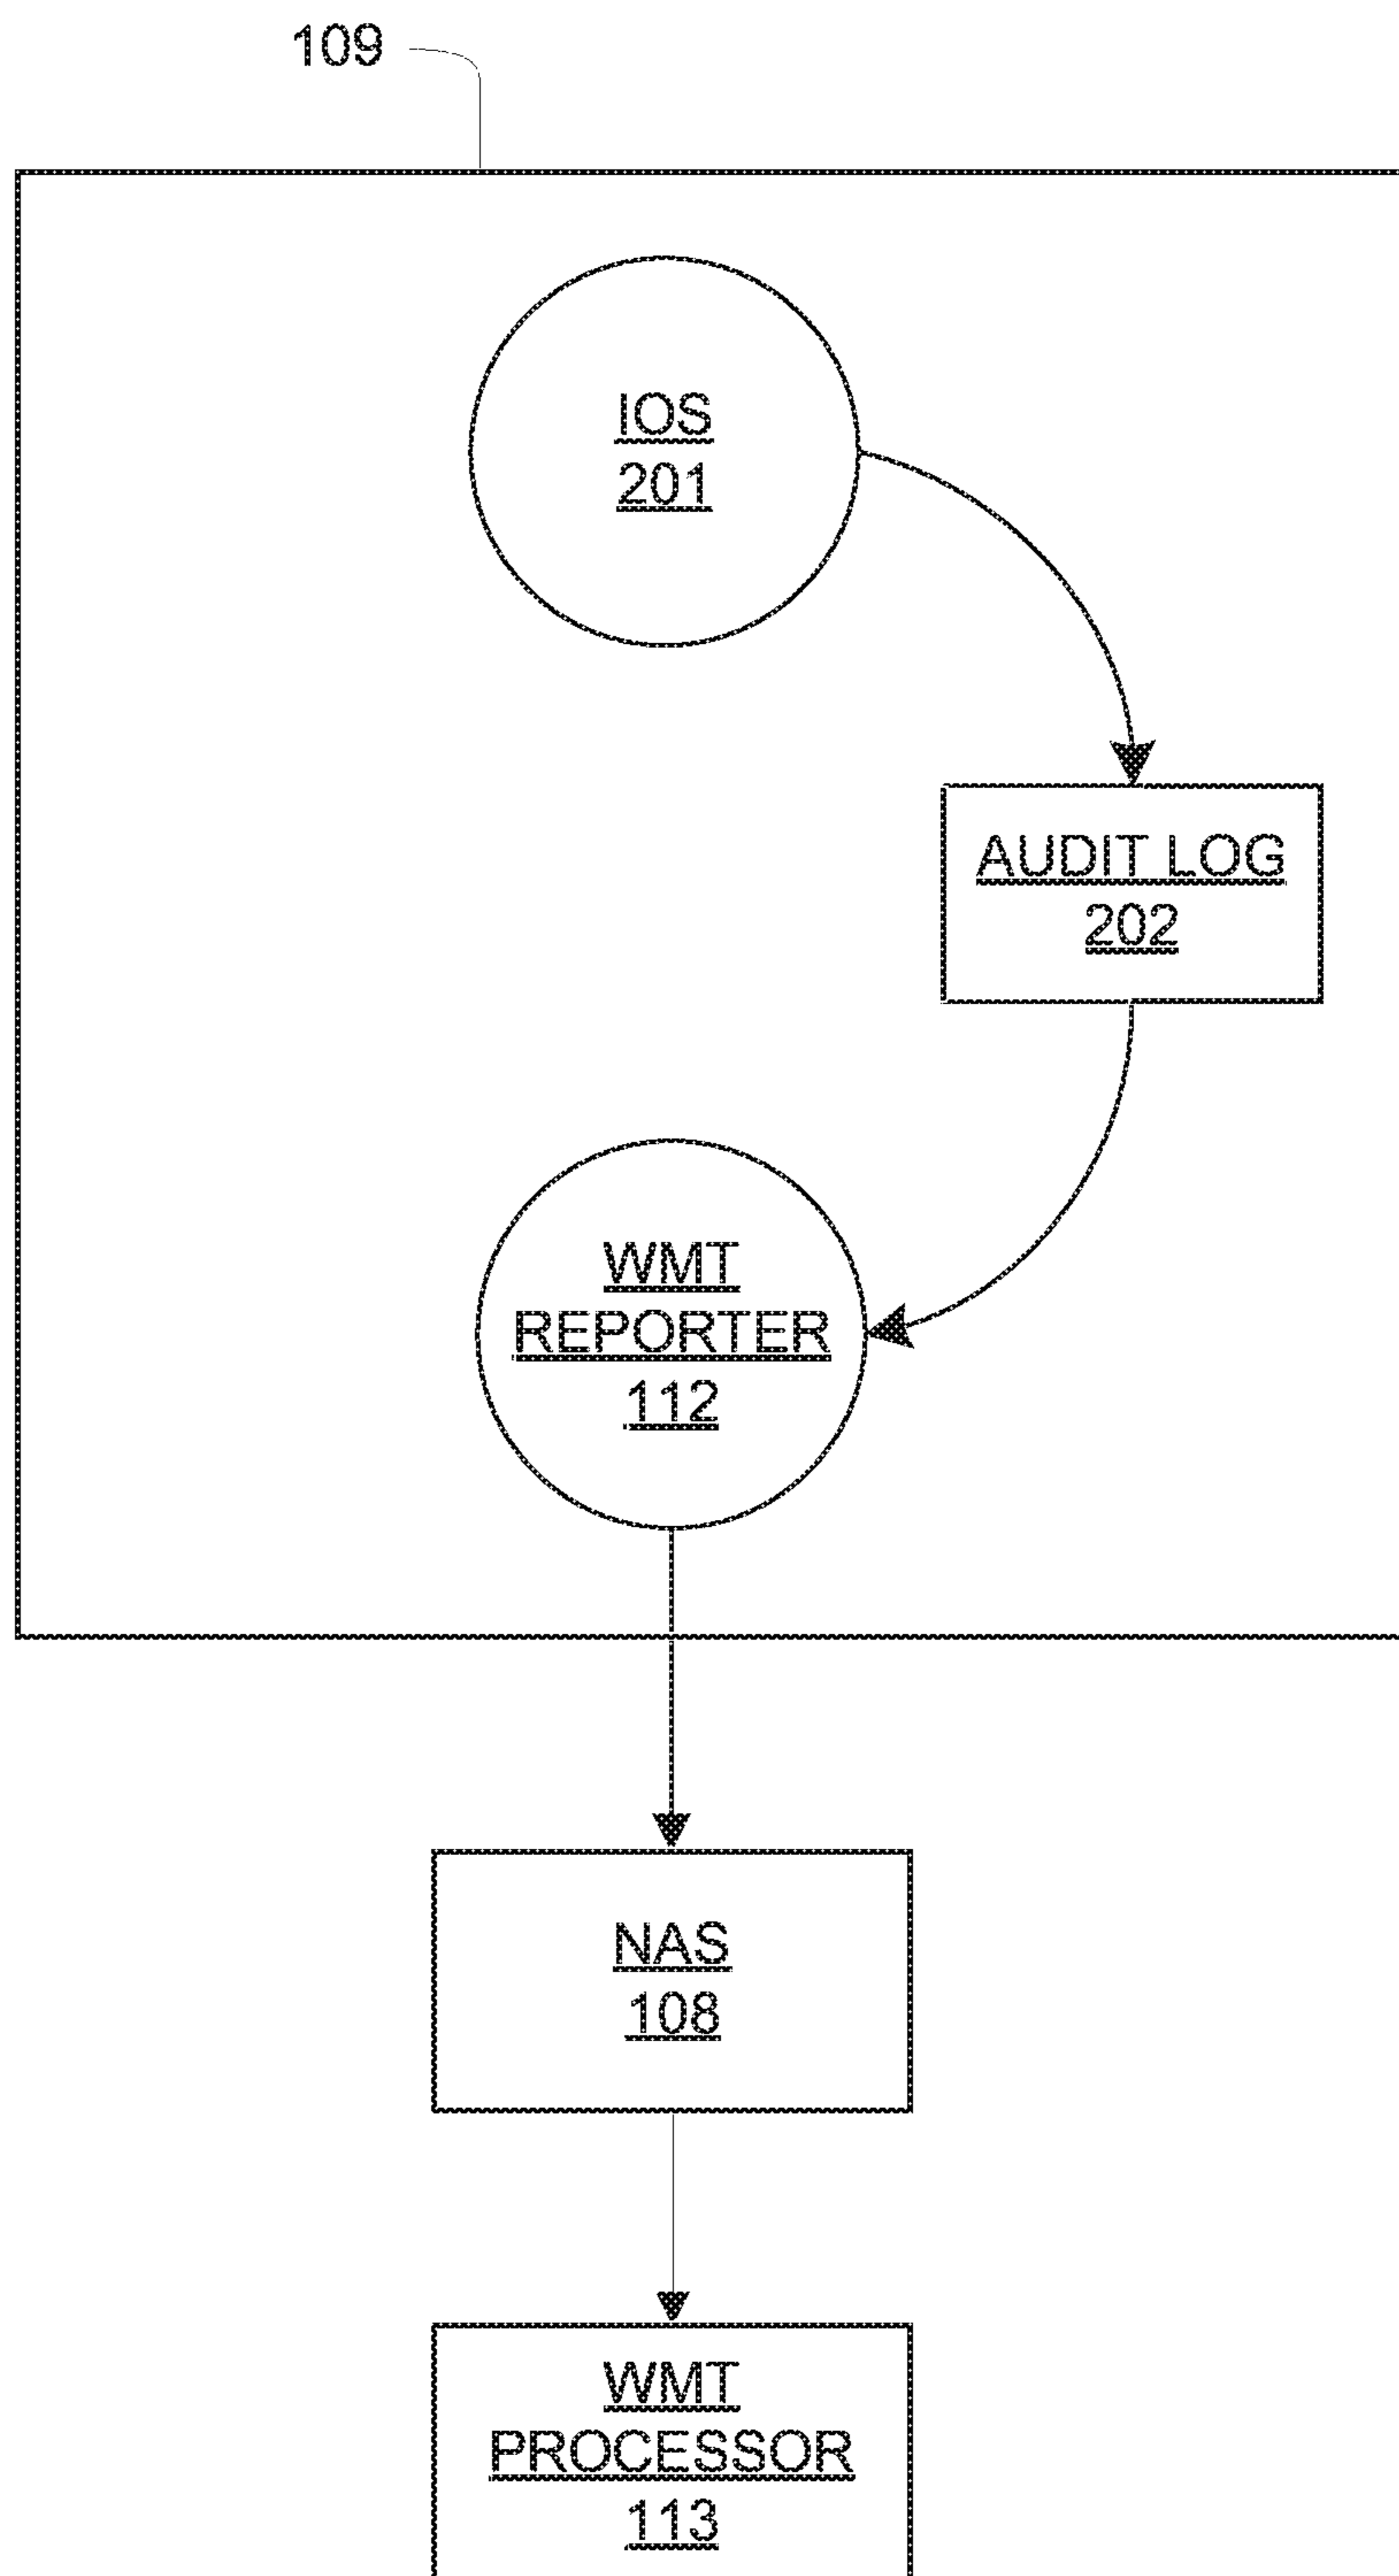 109
IOS
201
AUDIT LOG
202
WMT
REPORTER
112
NAS
108
WMT
PROCESSOR
113